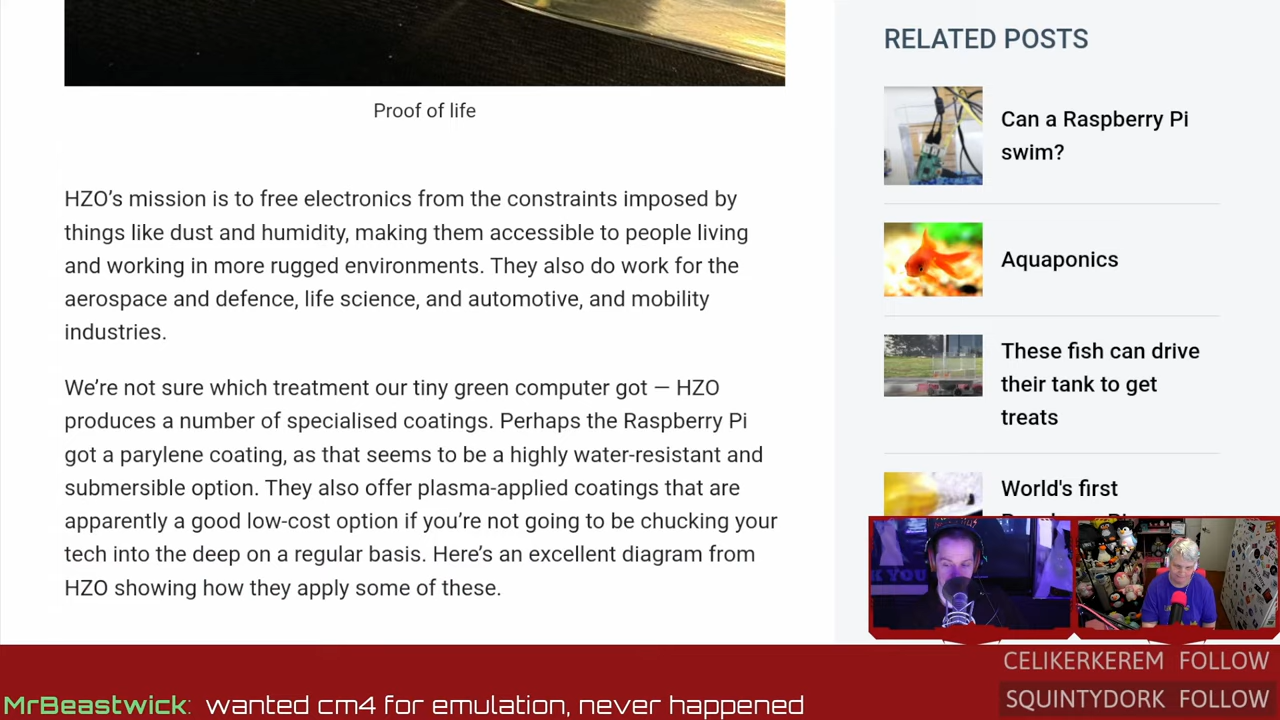 Proof of life
HZO’s mission is to free electronics from the constraints imposed by
things like dust and humidity, making them accessible to people living
and working in more rugged environments. They also do work for the
aerospace and defence, life science, and automotive, and mobility
industries.
We’re not sure which treatment our tiny green computer got — HZO
produces a number of specialised coatings. Perhaps the Raspberry Pi
got a parylene coating, as that seems to be a highly water-resistant and
submersible option. They also offer plasma-applied coatings that are
apparently a good low-cost option if you’re not going to be chucking your
tech into the deep on a regular basis. Here’s an excellent diagram from
HZO showing how they apply some of these.
RELATED POSTS
Can a Raspberry Pi
swim?
Aquaponics
These fish can drive
their tank to get
treats
World's first
CELIKERKEREM FOLLOW
SQUINTYDORK FOLLOW
MrBeastwick: wanted cm4 for emulation, never happened